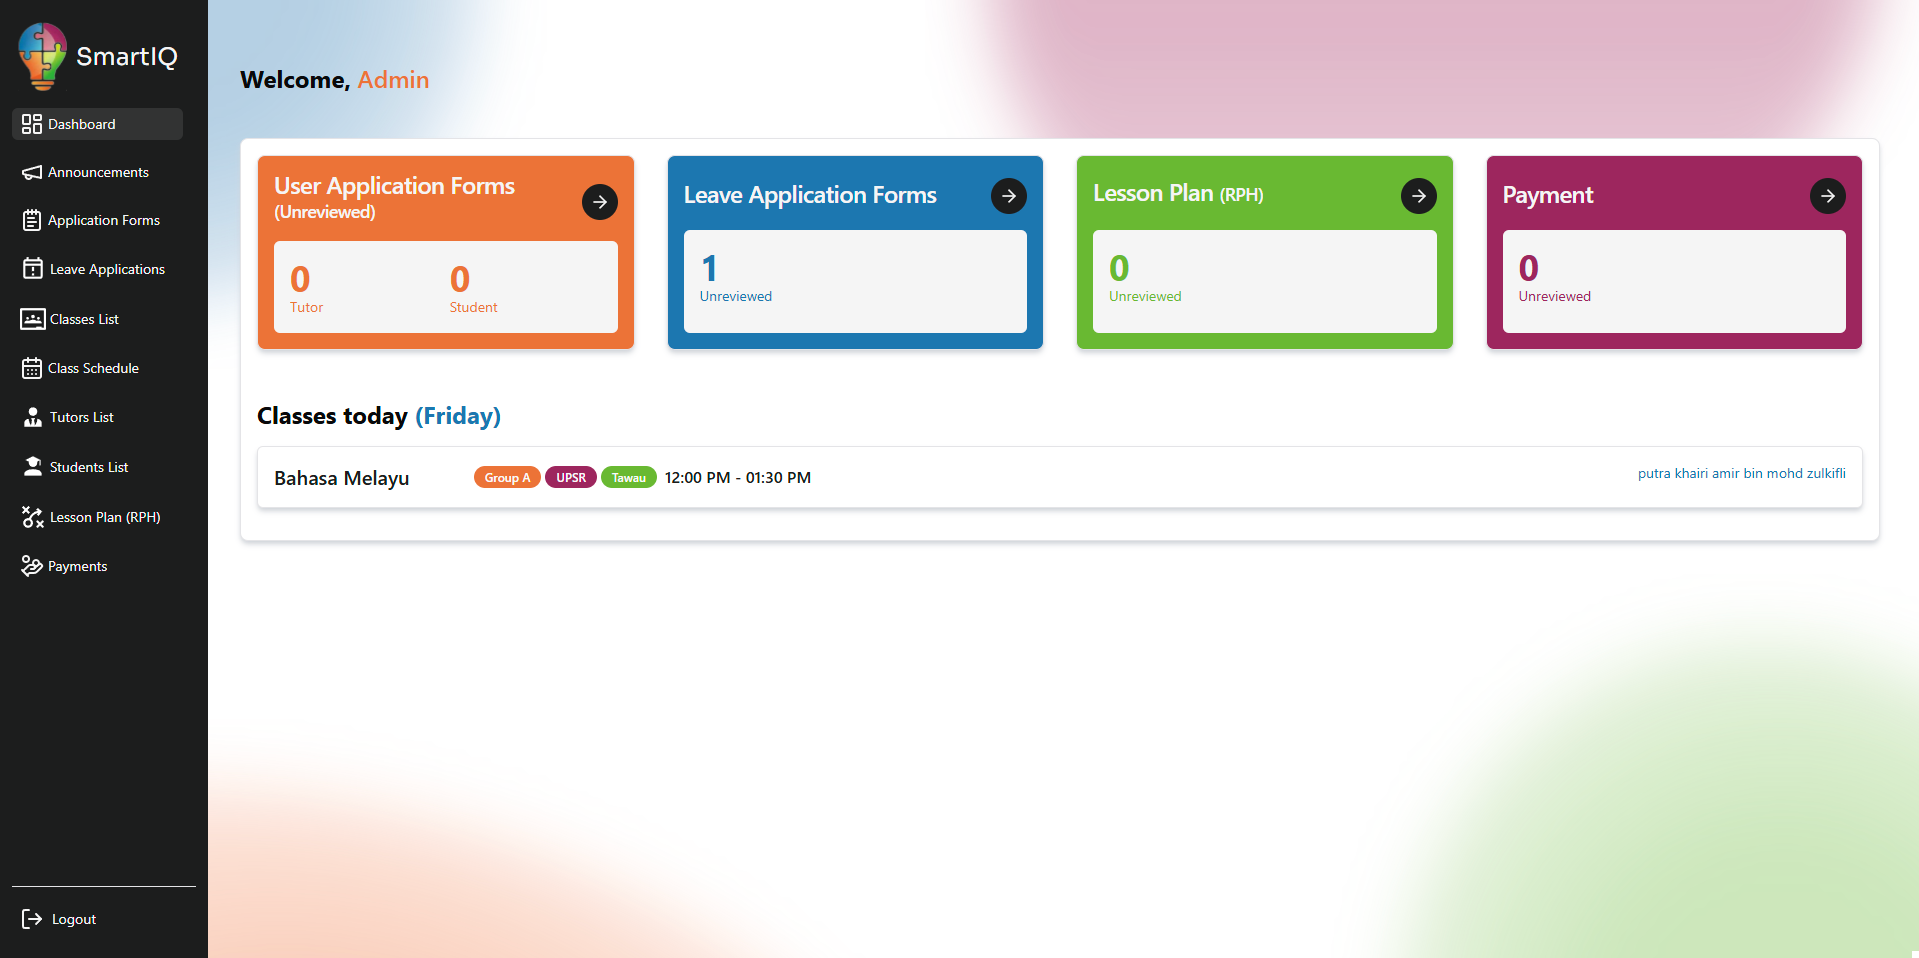 SmartIQ
Dashboard
Announcements
Application Forms
Leave Applications
Classes List
Class Schedule
Tutors List
Students List
Lesson Plan (RPH)
Payments
Logout
Welcome, Admin
User Application Forms
(Unreviewed)
0
Tutor
0
Student
Leave Application Forms
1
Unreviewed
Lesson Plan (RPH)
0
Unreviewed
Payment
0
Unreviewed
Classes today (Friday)
Bahasa Melayu Group A UPSR Tawau 12:00 PM - 01:30 PM putra khairi amir bin mohd zulkifli